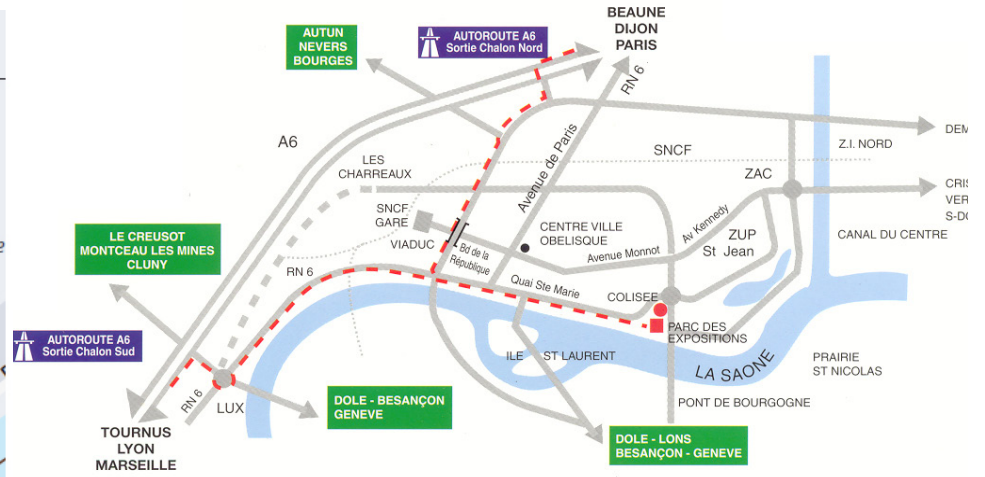 BEAUNE
DIJON
PARIS
AUTUN
NEVERS
BOURGES
AUTOROUTE A6
Sortie Chalon Nord
RN 6
A6
Avenue de Paris
SNCF
Z.I. NORD
LES
CHARREAUX
ZAC
SNCF
GARE
VIADUC
Bd de la
République
CENTRE VILLE
OBELISQUE
Avenue Monnot
Av Kennedy
ZUP
St Jean
CANAL DU CENTRE
LE CREUSOT
MONTCEAU LES MINES
CLUNY
RN 6
Quai Ste Marie
COLISEE
PARC DES
EXPOSITIONS
AUTOROUTE A6
Sortie Chalon Sud
ILE ST LAURENT
LA SAONE
PRAIRIE
ST NICOLAS
RN 6
LUX
DOLE - BESANÇON
GENEVE
PONT DE BOURGOGNE
TOURNUS
LYON
MARSEILLE
DOLE - LONS
BESANÇON - GENEVE